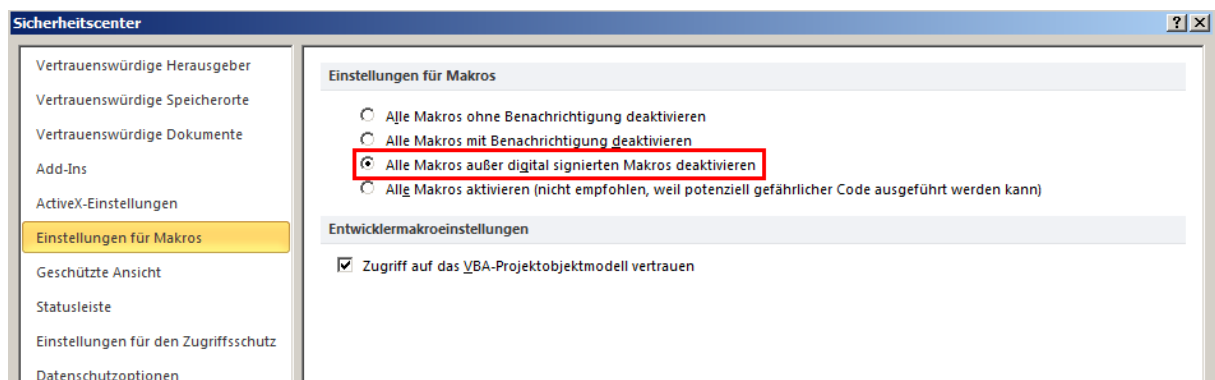 Sicherheitscenter
Vertrauenswürdige Herausgeber
Vertrauenswürdige Speicherorte
Vertrauenswürdige Dokumente
Add-Ins
ActiveX-Einstellungen
Einstellungen für Makros
Geschützte Ansicht
Statusleiste
Einstellungen für den Zugriffsschutz
Datenschutzoptionen
Einstellungen für Makros
Alle Makros ohne Benachrichtigung deaktivieren
Alle Makros mit Benachrichtigung deaktivieren
Alle Makros außer digital signierten Makros deaktivieren
Alle Makros aktivieren (nicht empfohlen, weil potenziell gefährlicher Code ausgeführt werden kann)
Entwicklermakroeinstellungen
Zugriff auf das VBA-Projektobjektmodell vertrauen